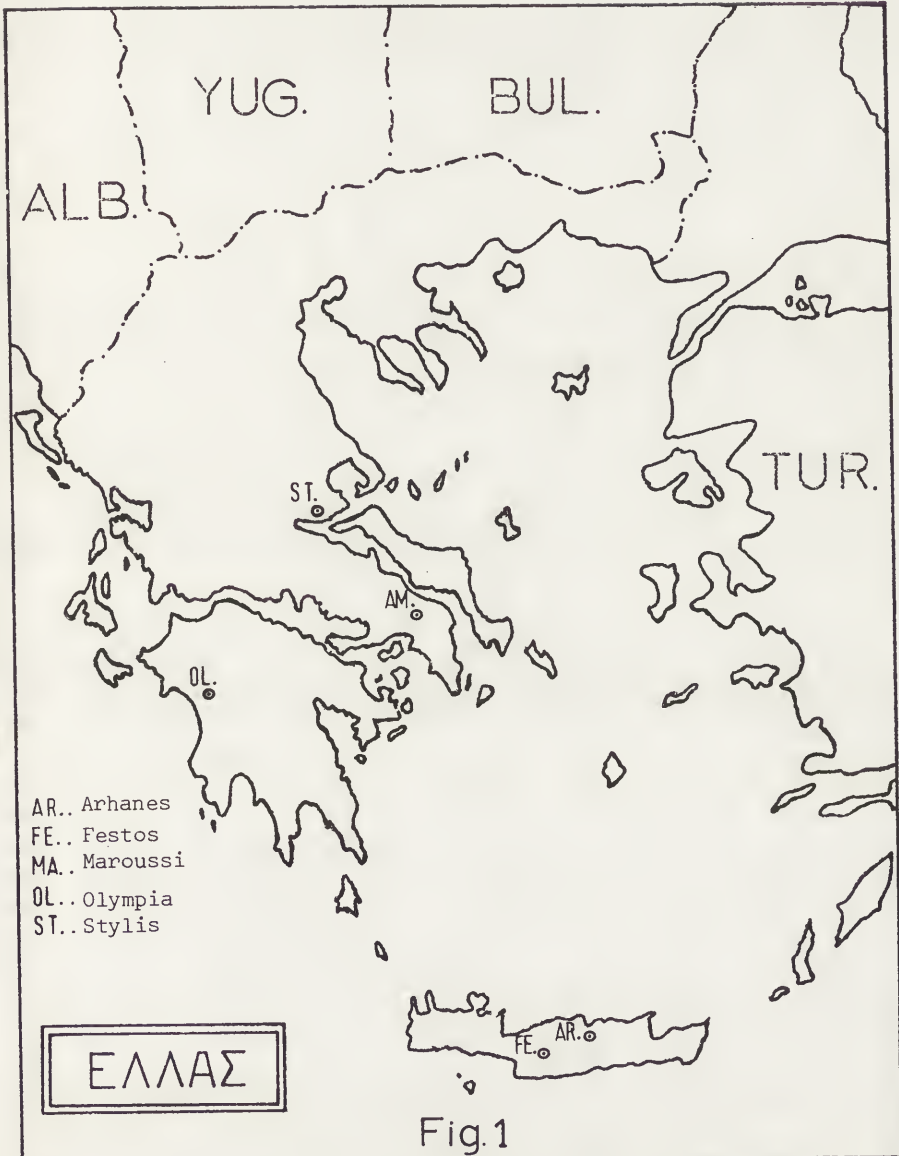 YUG.
BUL.
ALB.
TUR.
ST.
AM.
OL.
AR.. Arhanes
FE.. Festos
MA.. Maroussi
OL.. Olympia
ST.. Stylis
FE.
AR.
ΕΛΛΑΣ
Fig.1